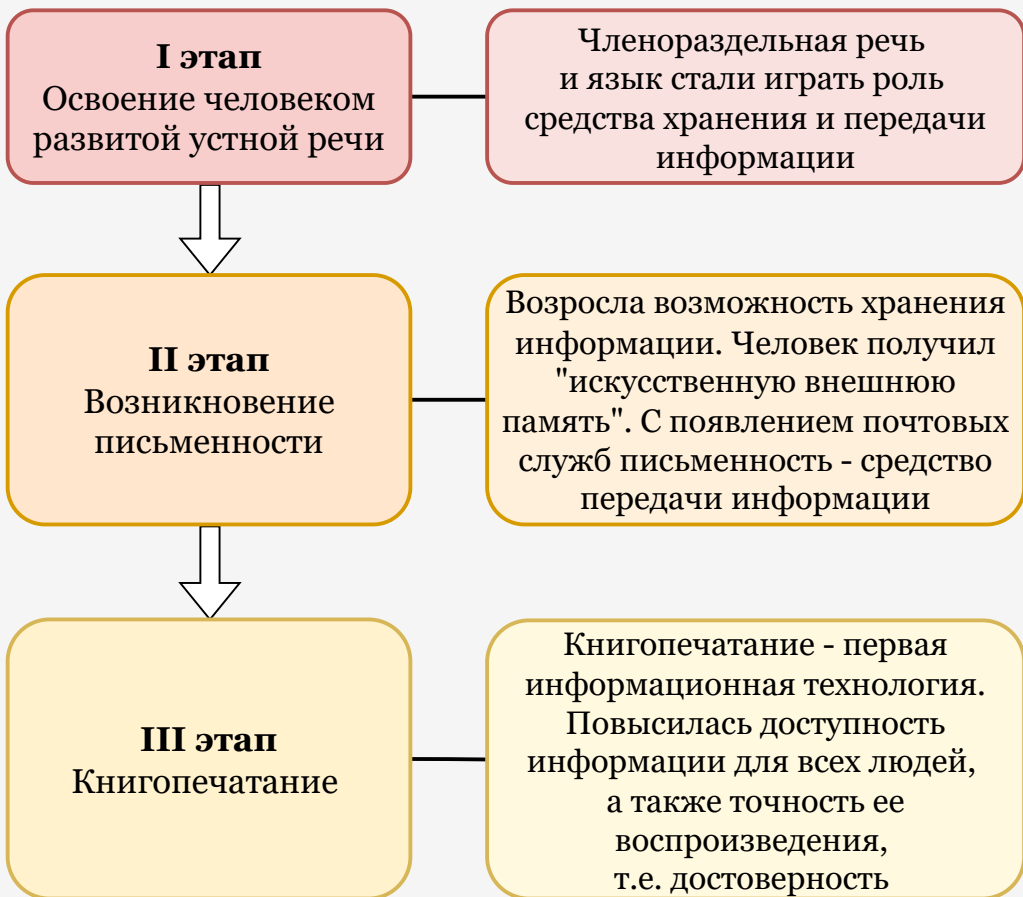 I этап
Освоение человеком
развитой устной речи
Членораздельная речь
и язык стали играть роль
средства хранения и передачи
информации
II этап
Возникновение
письменности
Возросла возможность хранения
информации. Человек получил
"искусственную внешнюю
память". С появлением почтовых
служб письменность - средство
передачи информации
III этап
Книгопечатание
Книгопечатание - первая
информационная технология.
Повысилась доступность
информации для всех людей,
а также точность ее
воспроизведения,
т.е. достоверность